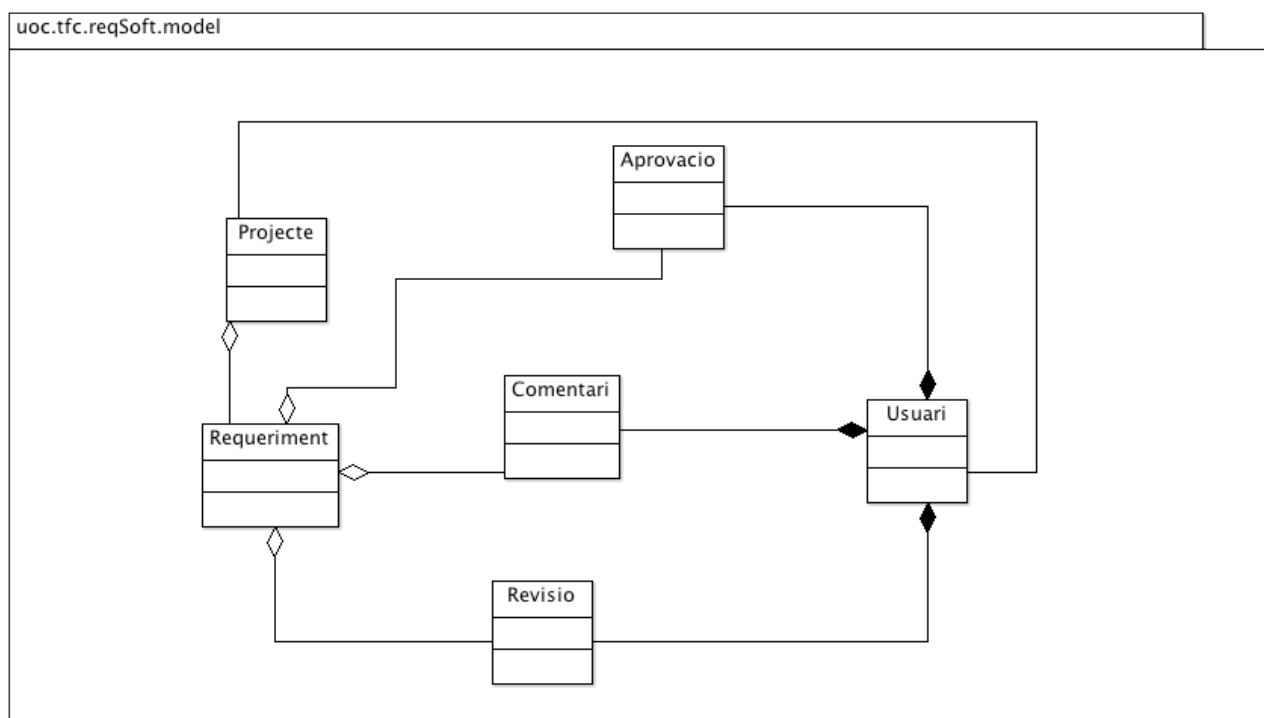 uoc.tfc.reqSoft.model
Aprovacio
Projecte
Comentari
Usuari
Requeriment
Revisio